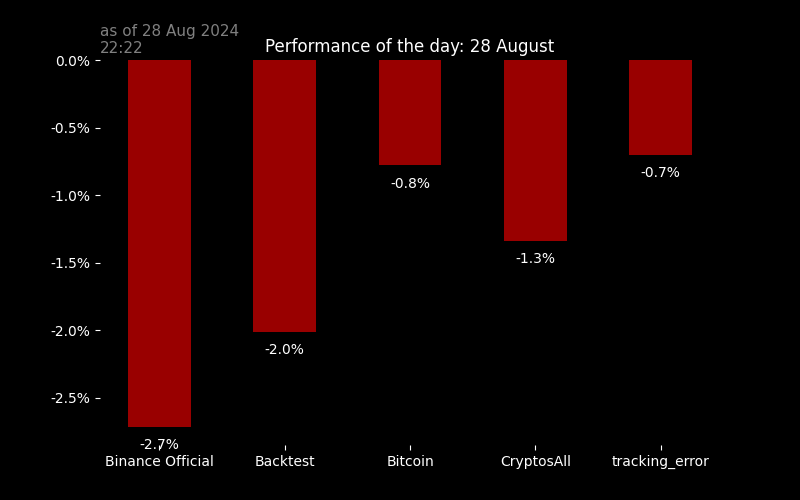 as of 28 Aug 2024
22:22
Performance of the day: 28 August
0.0%
-0.5%
-1.0%
-1.5%
-2.0%
-2.5%
-2.7%
-2.0%
-0.8%
-1.3%
-0.7%
Binance Official
Backtest
Bitcoin
CryptosAll
tracking_error